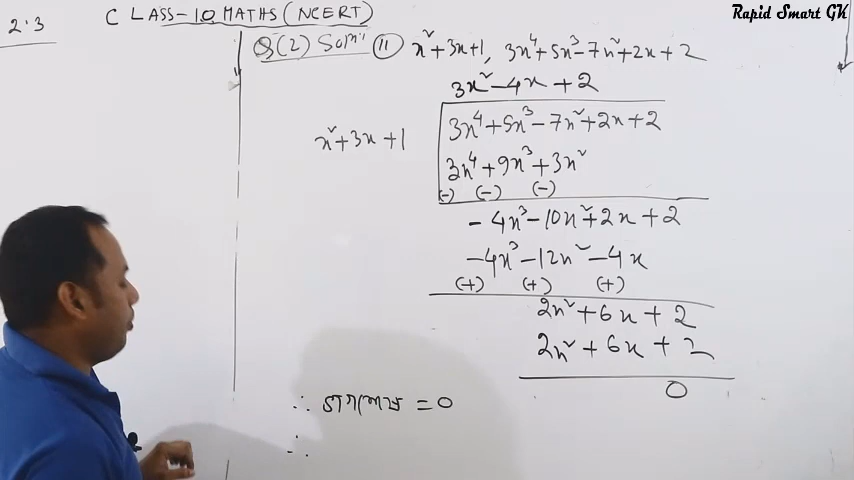 Rapid Smart GK
2.3
CLASS-10 MATHS (NCERT)
Q(2) Solnⁱ (ii) x² + 3x + 1, 3x⁴ + 5x³ - 7x² + 2x + 2
3x² - 4x + 2
x² + 3x + 1
3x⁴ + 5x³ - 7x² + 2x + 2
3x⁴ + 9x³ + 3x²
(-) (-) (-)
- 4x³ - 10x² + 2x + 2
- 4x³ - 12x² - 4x
(+) (+) (+)
2x² + 6x + 2
2x² + 6x + 2
0
∴ ভাগশেষ = 0
∴